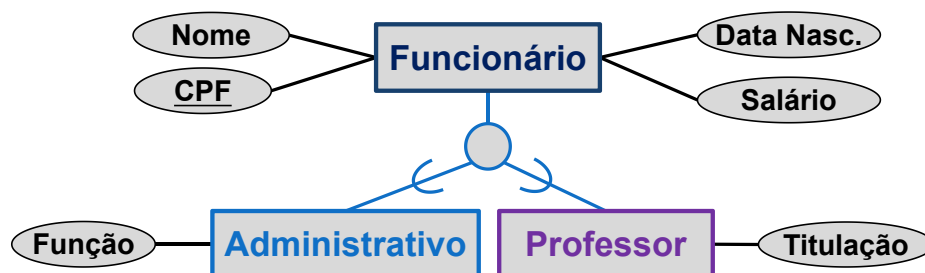 Nome
Funcionário
Data Nasc.
CPF
Salário
Função
Administrativo
Professor
Titulação